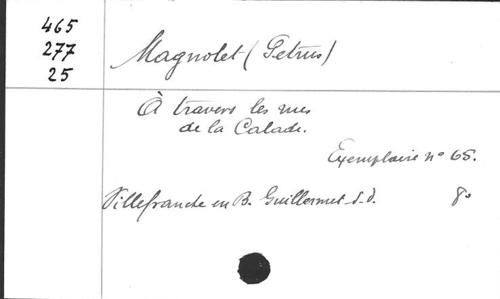 465
277
25
Magnolet (Petrus)
À travers les rues
de la Calade.
Exemplaire n° 65.
Villefranche en B. Guillermet s.d. 8°